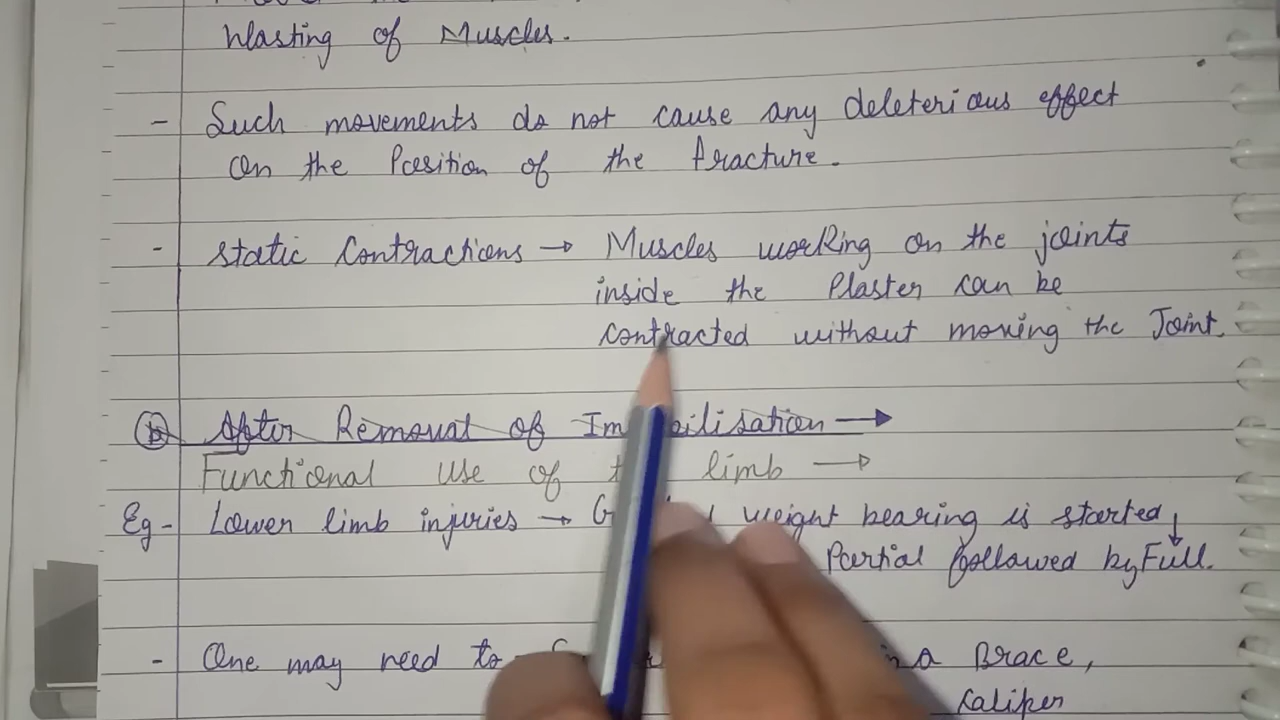 Wasting of Muscles.
- Such movements do not cause any deleterious effect
on the Position of the fracture.
- Static Contractions → Muscles working on the joints
inside the Plaster can be
contracted without moving the Joint.
(b) After Removal of →
Functional use of limb →
Eg- Lower limb injuries → weight bearing is started
Partial followed by Full.
- One may need to a Brace,
Kaliper